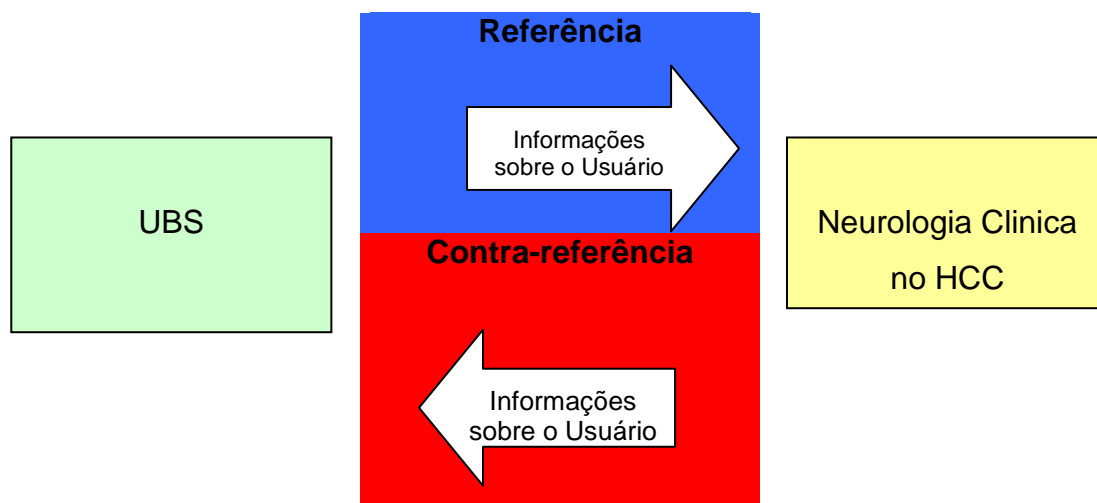 Referência
Informações
sobre o Usuário
UBS
Neurologia Clinica
no HCC
Contra-referência
Informações
sobre o Usuário